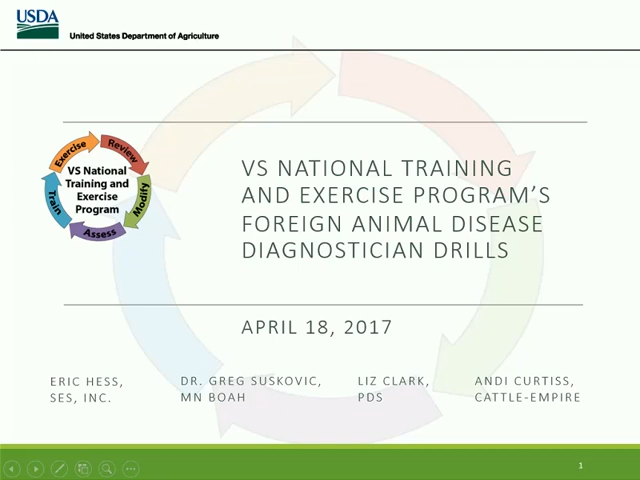 USDA
United States Department of Agriculture
Exercise
Review
Modify
Assess
Train
VS National
Training and
Exercise
Program
VS NATIONAL TRAINING
AND EXERCISE PROGRAM’S
FOREIGN ANIMAL DISEASE
DIAGNOSTICIAN DRILLS
APRIL 18, 2017
ERIC HESS,
SES, INC.
DR. GREG SUSKOVIC,
MN BOAH
LIZ CLARK,
PDS
ANDI CURTISS,
CATTLE-EMPIRE
1